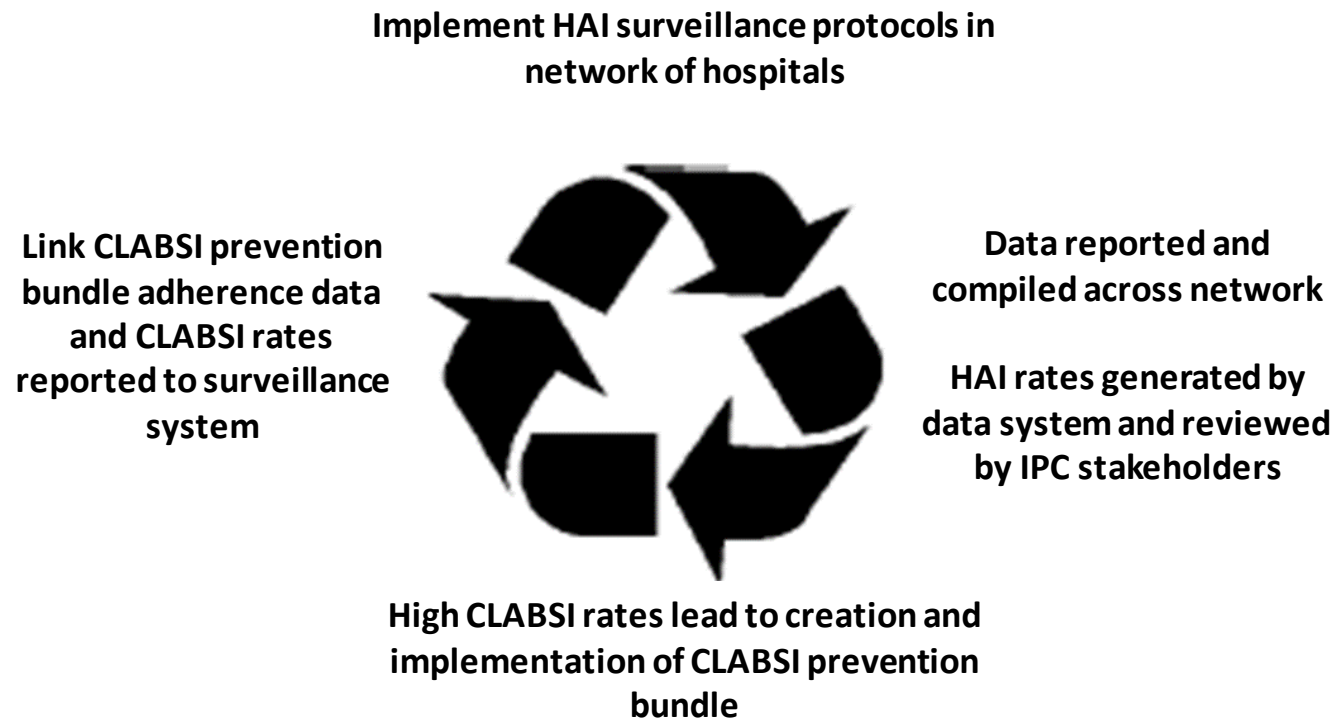 Implement HAI surveillance protocols in
network of hospitals
Data reported and
compiled across network
HAI rates generated by
data system and reviewed
by IPC stakeholders
High CLABSI rates lead to creation and
implementation of CLABSI prevention
bundle
Link CLABSI prevention
bundle adherence data
and CLABSI rates
reported to surveillance
system